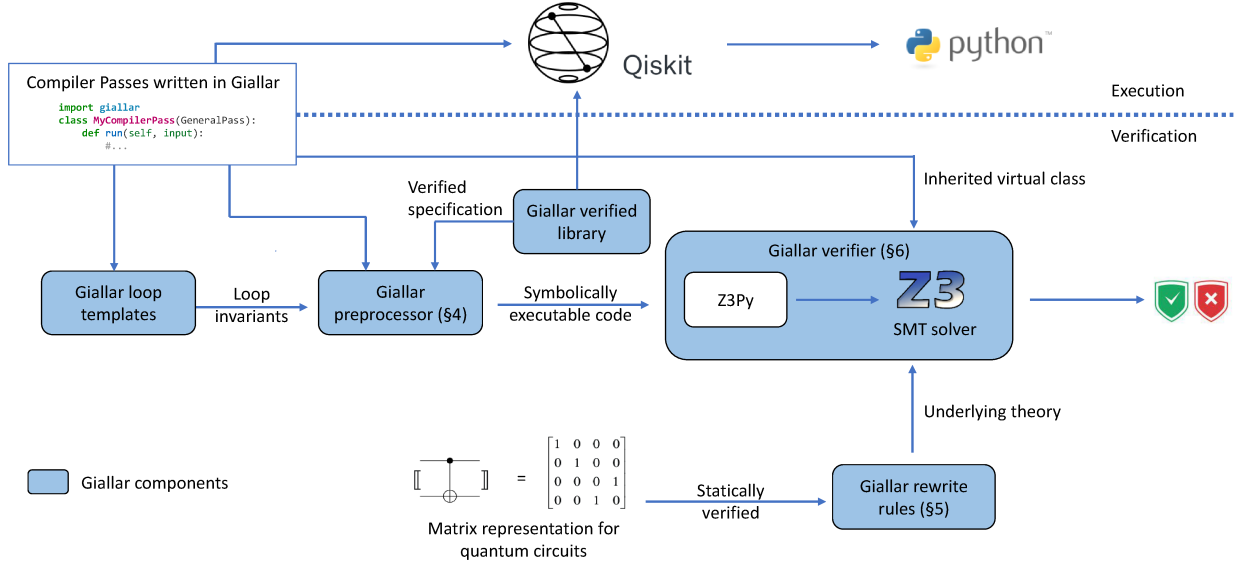 Qiskit
python™
Compiler Passes written in Giallar
import giallar
class MyCompilerPass(GeneralPass):
def run(self, input):
#...
Execution
Verification
Verified
specification
Giallar verified
library
Inherited virtual class
Giallar loop
templates
Loop
invariants
Giallar
preprocessor (§4)
Symbolically
executable code
Giallar verifier (§6)
Z3Py
Z3
SMT solver
Underlying theory
Giallar components
⟦ ⟧ =
1 0 0 0
0 1 0 0
0 0 0 1
0 0 1 0
Matrix representation for
quantum circuits
Statically
verified
Giallar rewrite
rules (§5)